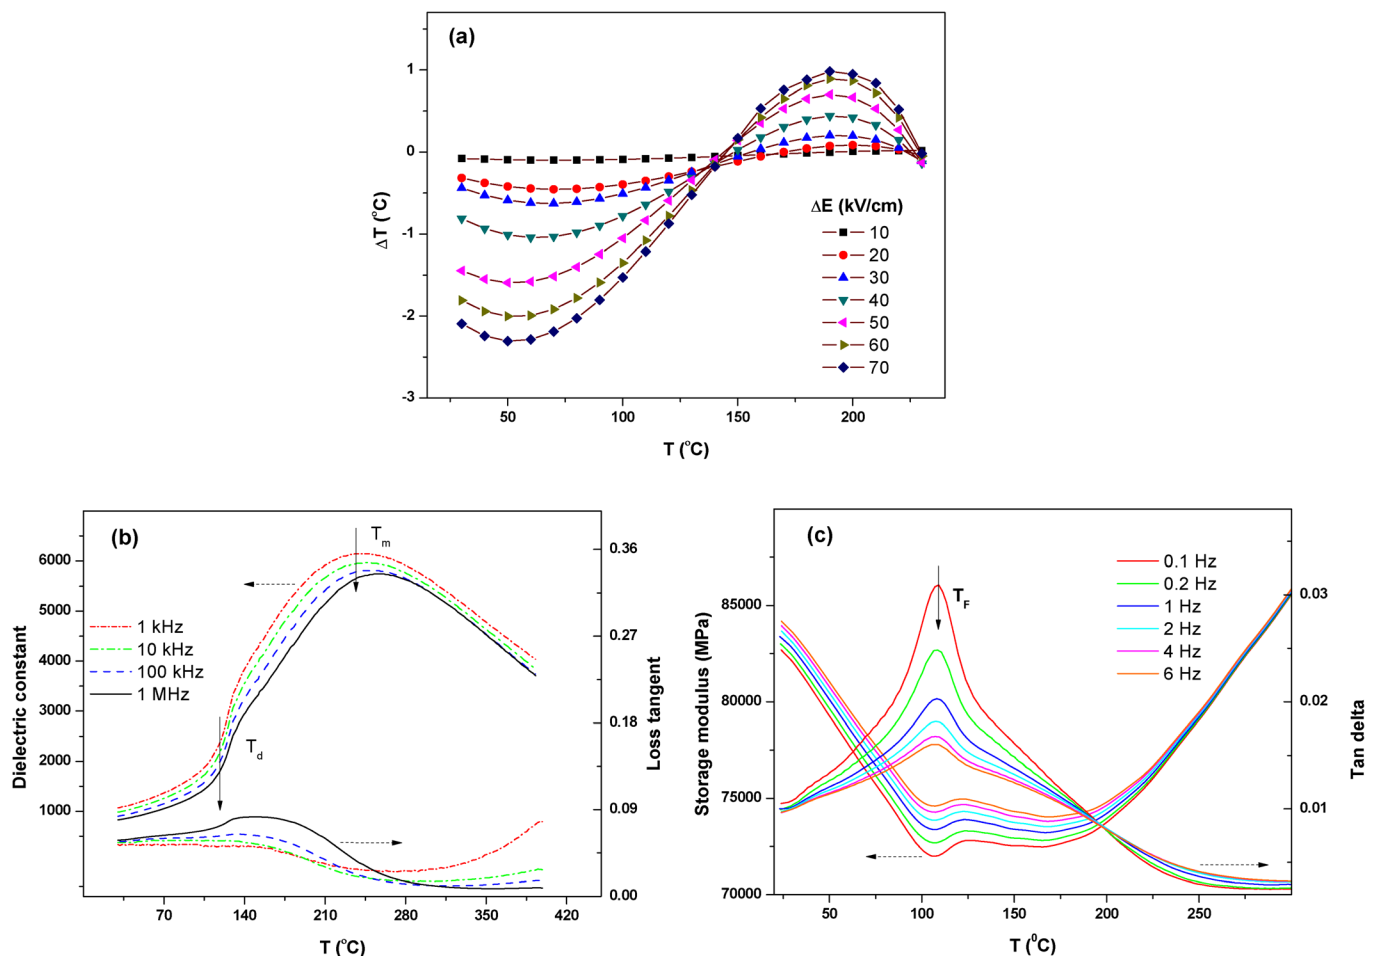 (a)
1
0
-1
-2
-3
ΔT (°C)
ΔE (kV/cm)
10
20
30
40
50
60
70
50
100
150
200
T (°C)
(b)
T_m
T_d
6000
5000
4000
3000
2000
1000
Dielectric constant
1 kHz
10 kHz
100 kHz
1 MHz
0.36
0.27
0.18
0.09
0.00
Loss tangent
70
140
210
280
350
420
T (°C)
(c)
T_F
85000
80000
75000
70000
Storage modulus (MPa)
0.1 Hz
0.2 Hz
1 Hz
2 Hz
4 Hz
6 Hz
0.03
0.02
0.01
Tan delta
50
100
150
200
250
T (⁰C)